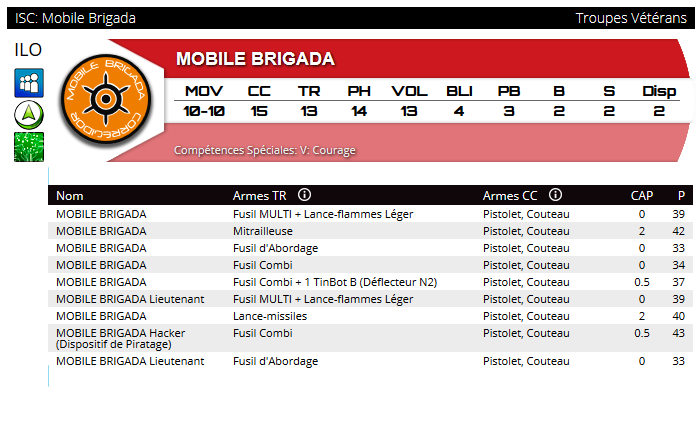 ISC: Mobile Brigada Troupes Vétérans
ILO
MOBILE BRIGADA
CORREGIDOR
MOBILE BRIGADA
MOV CC TR PH VOL BLI PB B S Disp
10-10 15 13 14 13 4 3 2 2 2
Compétences Spéciales: V: Courage
Nom Armes TR Armes CC CAP P
MOBILE BRIGADA Fusil MULTI + Lance-flammes Léger Pistolet, Couteau 0 39
MOBILE BRIGADA Mitrailleuse Pistolet, Couteau 2 42
MOBILE BRIGADA Fusil d'Abordage Pistolet, Couteau 0 33
MOBILE BRIGADA Fusil Combi Pistolet, Couteau 0 34
MOBILE BRIGADA Fusil Combi + 1 TinBot B (Déflecteur N2) Pistolet, Couteau 0.5 37
MOBILE BRIGADA Lieutenant Fusil MULTI + Lance-flammes Léger Pistolet, Couteau 0 39
MOBILE BRIGADA Lance-missiles Pistolet, Couteau 2 40
MOBILE BRIGADA Hacker Fusil Combi Pistolet, Couteau 0.5 43
(Dispositif de Piratage)
MOBILE BRIGADA Lieutenant Fusil d'Abordage Pistolet, Couteau 0 33